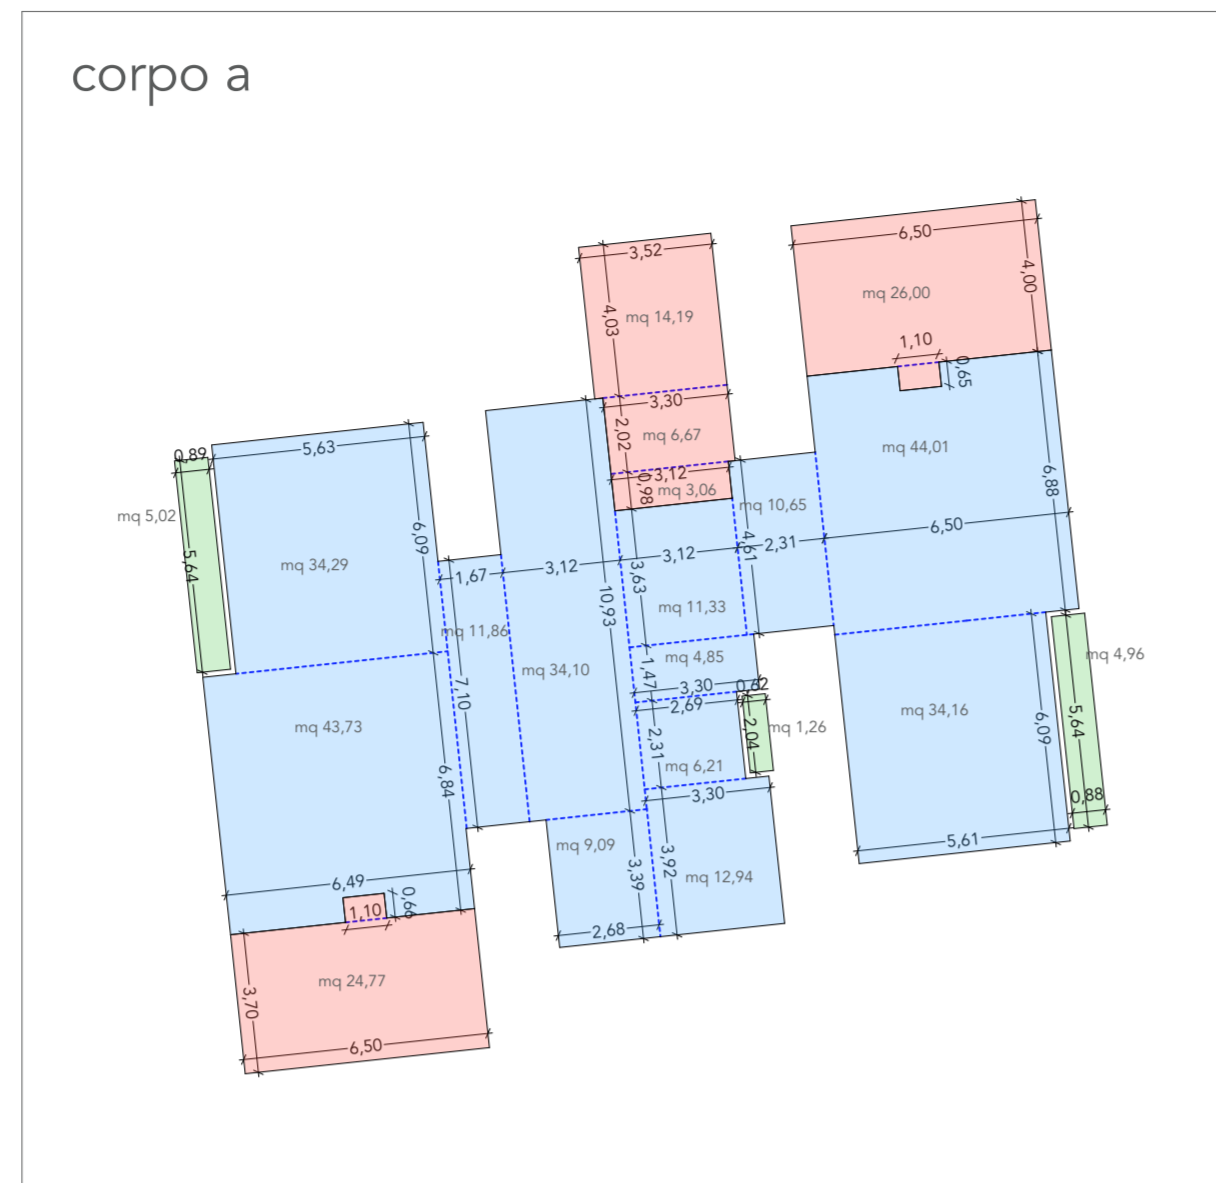 corpo a
6,50
4,00
mq 26,00
1,10
0,65
3,52
4,03
mq 14,19
3,30
2,02
mq 6,67
3,12
0,98
mq 3,06
0,89
5,63
mq 5,02
5,64
6,09
mq 34,29
mq 44,01
6,88
6,50
mq 10,65
4,61
2,31
1,67
3,12
3,12
3,63
10,93
mq 11,33
mq 11,86
mq 34,10
mq 4,85
1,47
3,30
0,62
2,69
7,10
2,04
mq 1,26
2,31
mq 6,21
3,30
mq 43,73
6,84
mq 4,96
mq 34,16
6,09
5,64
0,88
5,61
mq 9,09
3,39
3,92
mq 12,94
2,68
6,49
0,66
1,10
mq 24,77
3,70
6,50